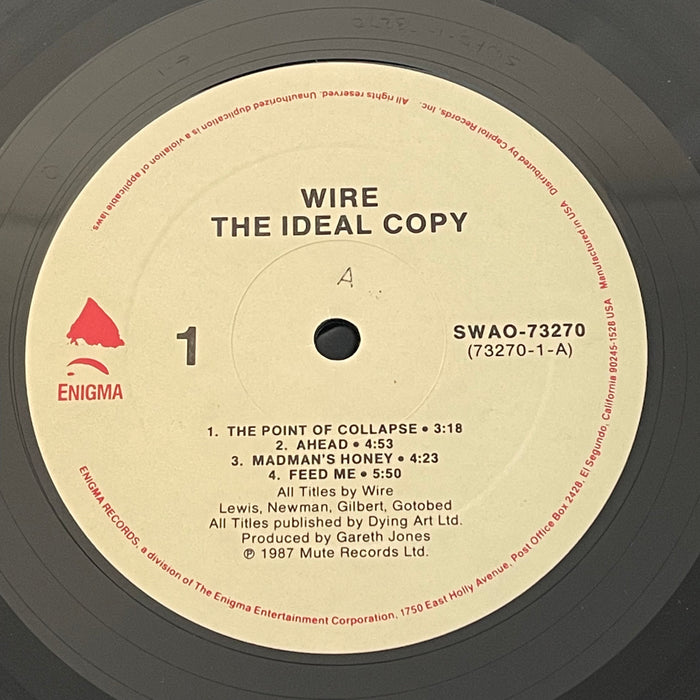 WIRE
THE IDEAL COPY
A
1
SWAO-73270
(73270-1-A)
ENIGMA
1. THE POINT OF COLLAPSE • 3:18
2. AHEAD • 4:53
3. MADMAN'S HONEY • 4:23
4. FEED ME • 5:50
All Titles by Wire
Lewis, Newman, Gilbert, Gotobed
All Titles published by Dying Art Ltd.
Produced by Gareth Jones
℗ 1987 Mute Records Ltd.
ENIGMA RECORDS, a division of The Enigma Entertainment Corporation, 1750 East Holly Avenue, Post Office Box 2428, El Segundo, California 90245-1528 USA Manufactured in USA Distributed by Capitol Records, Inc. All rights reserved. Unauthorized duplication is a violation of applicable laws.